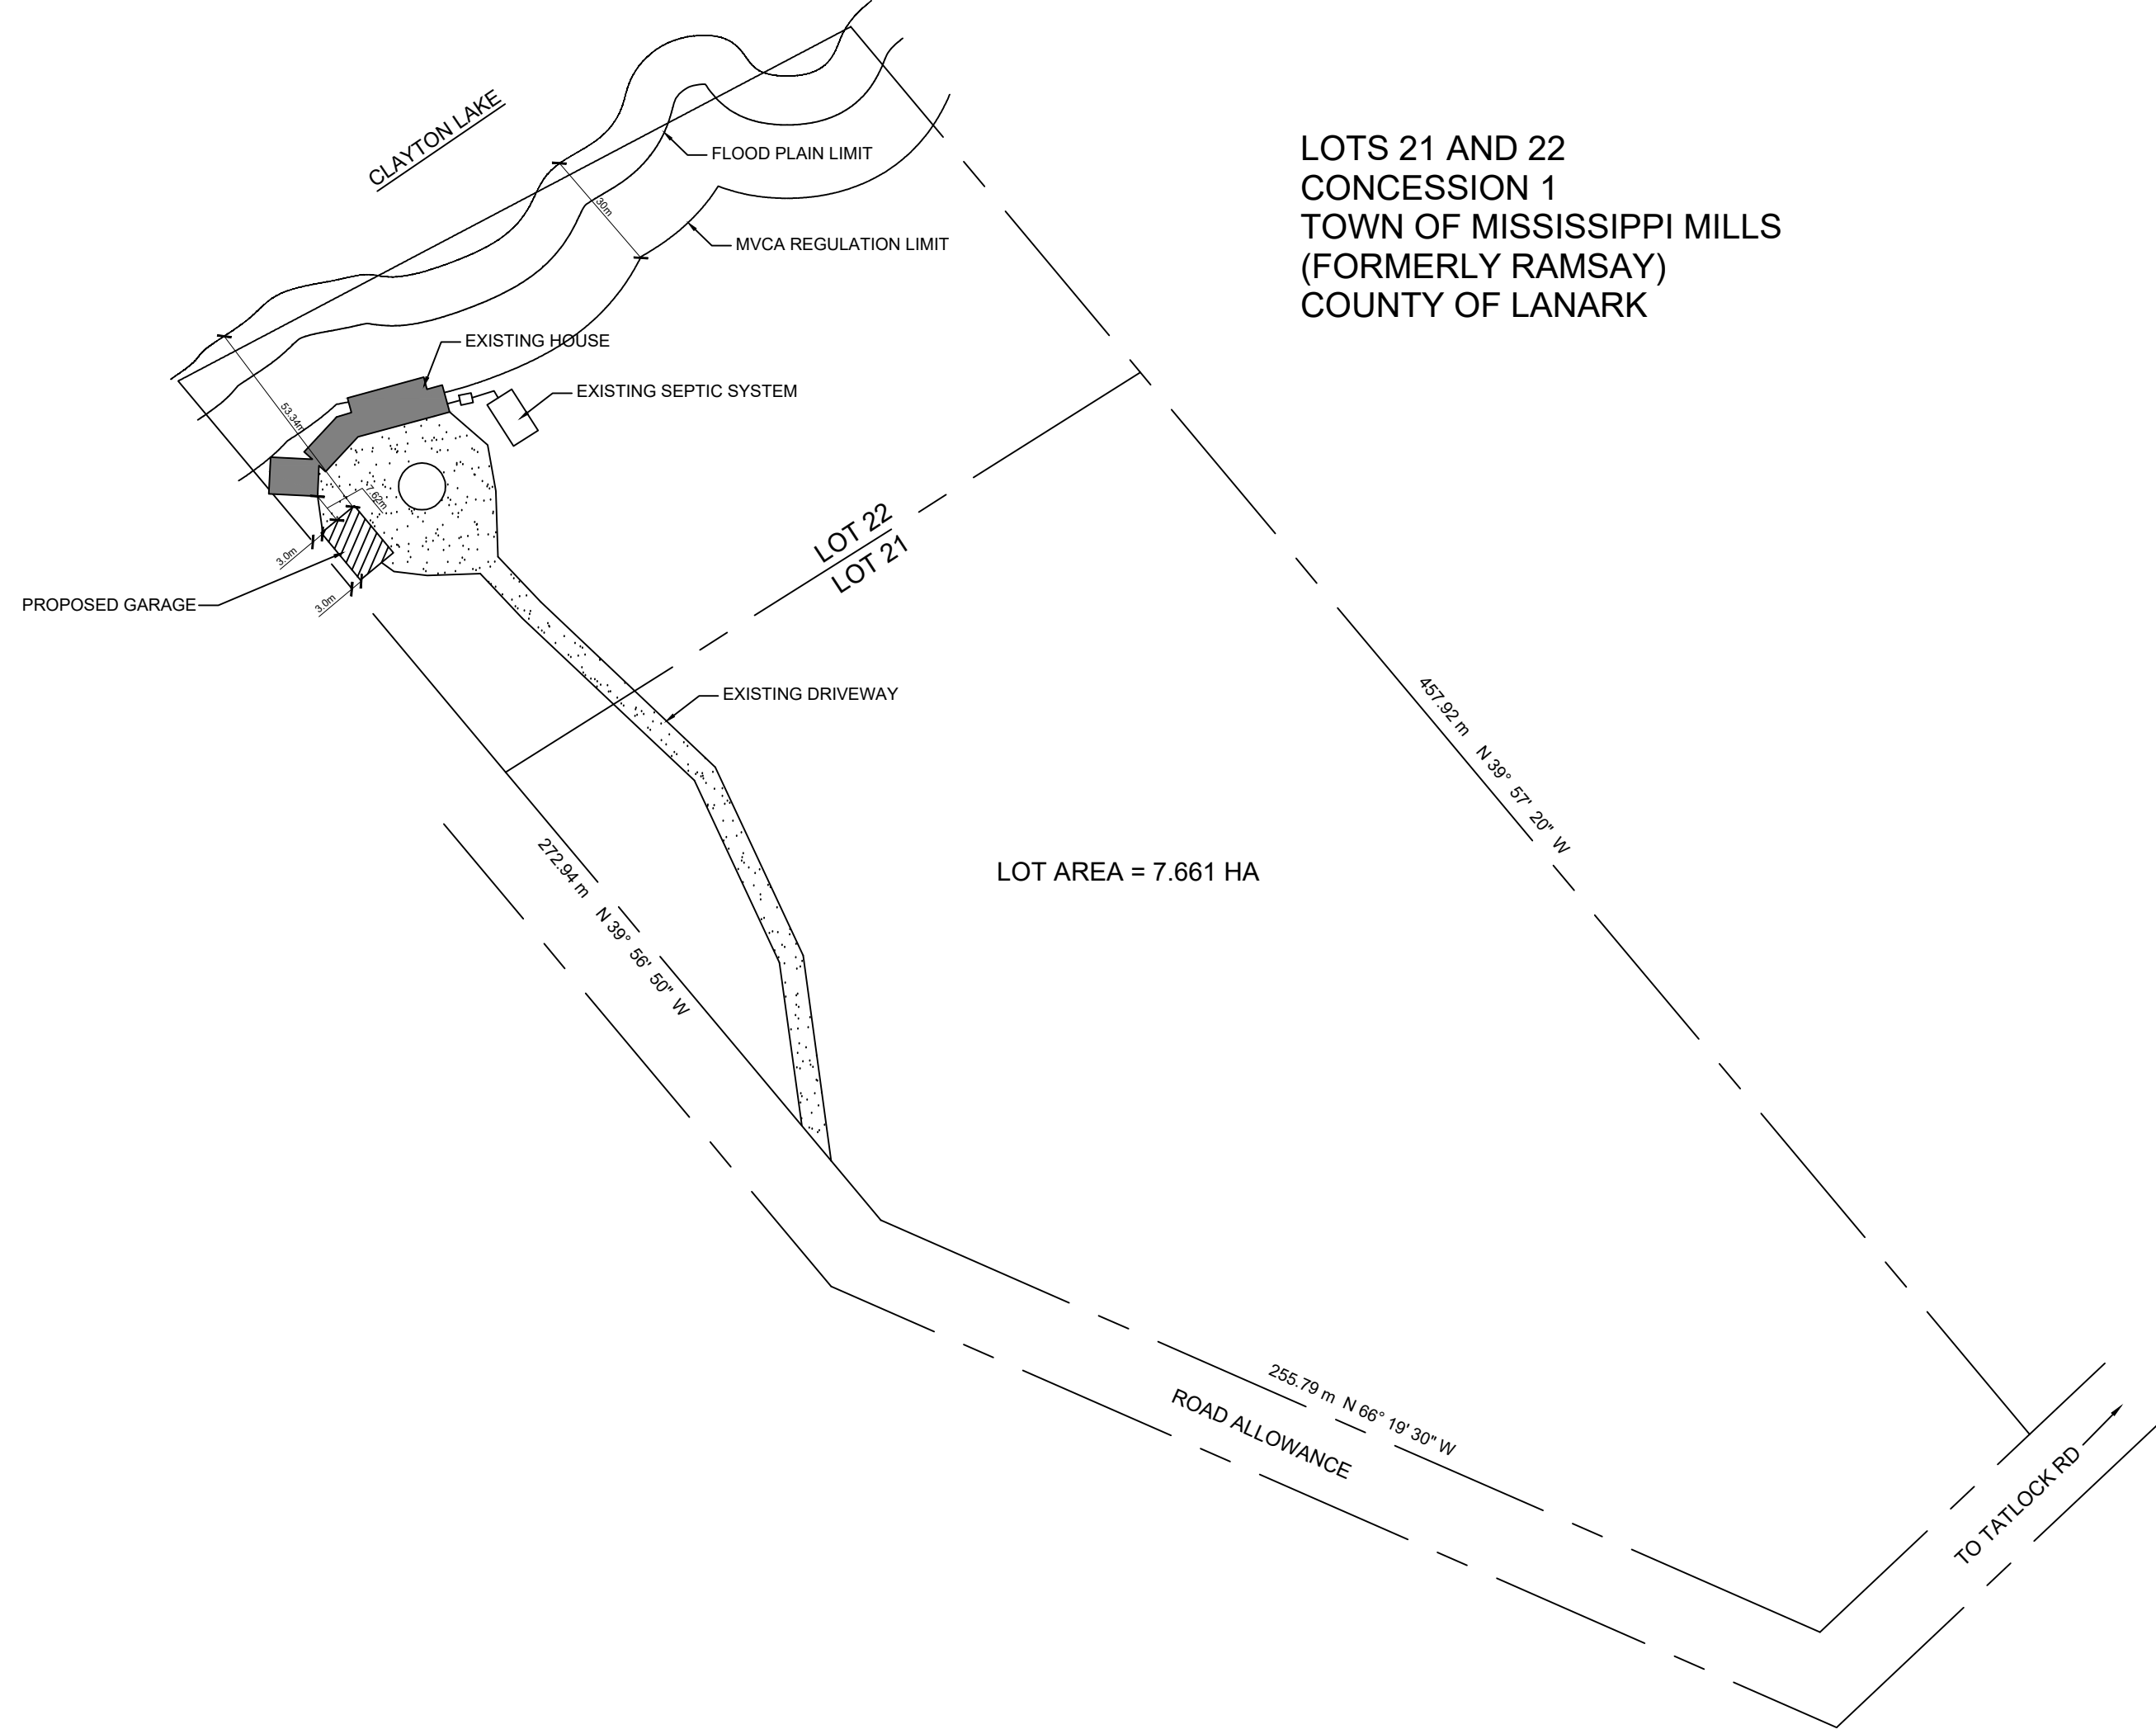 CLAYTON LAKE
FLOOD PLAIN LIMIT
30m
MVCA REGULATION LIMIT
LOTS 21 AND 22
CONCESSION 1
TOWN OF MISSISSIPPI MILLS
(FORMERLY RAMSAY)
COUNTY OF LANARK
EXISTING HOUSE
EXISTING SEPTIC SYSTEM
53.34m
7.62m
3.0m
3.0m
PROPOSED GARAGE
LOT 22
LOT 21
EXISTING DRIVEWAY
457.92 m N 39° 57' 20" W
LOT AREA = 7.661 HA
272.94 m N 39° 56' 50" W
255.79 m N 66° 19' 30" W
ROAD ALLOWANCE
TO TATLOCK RD